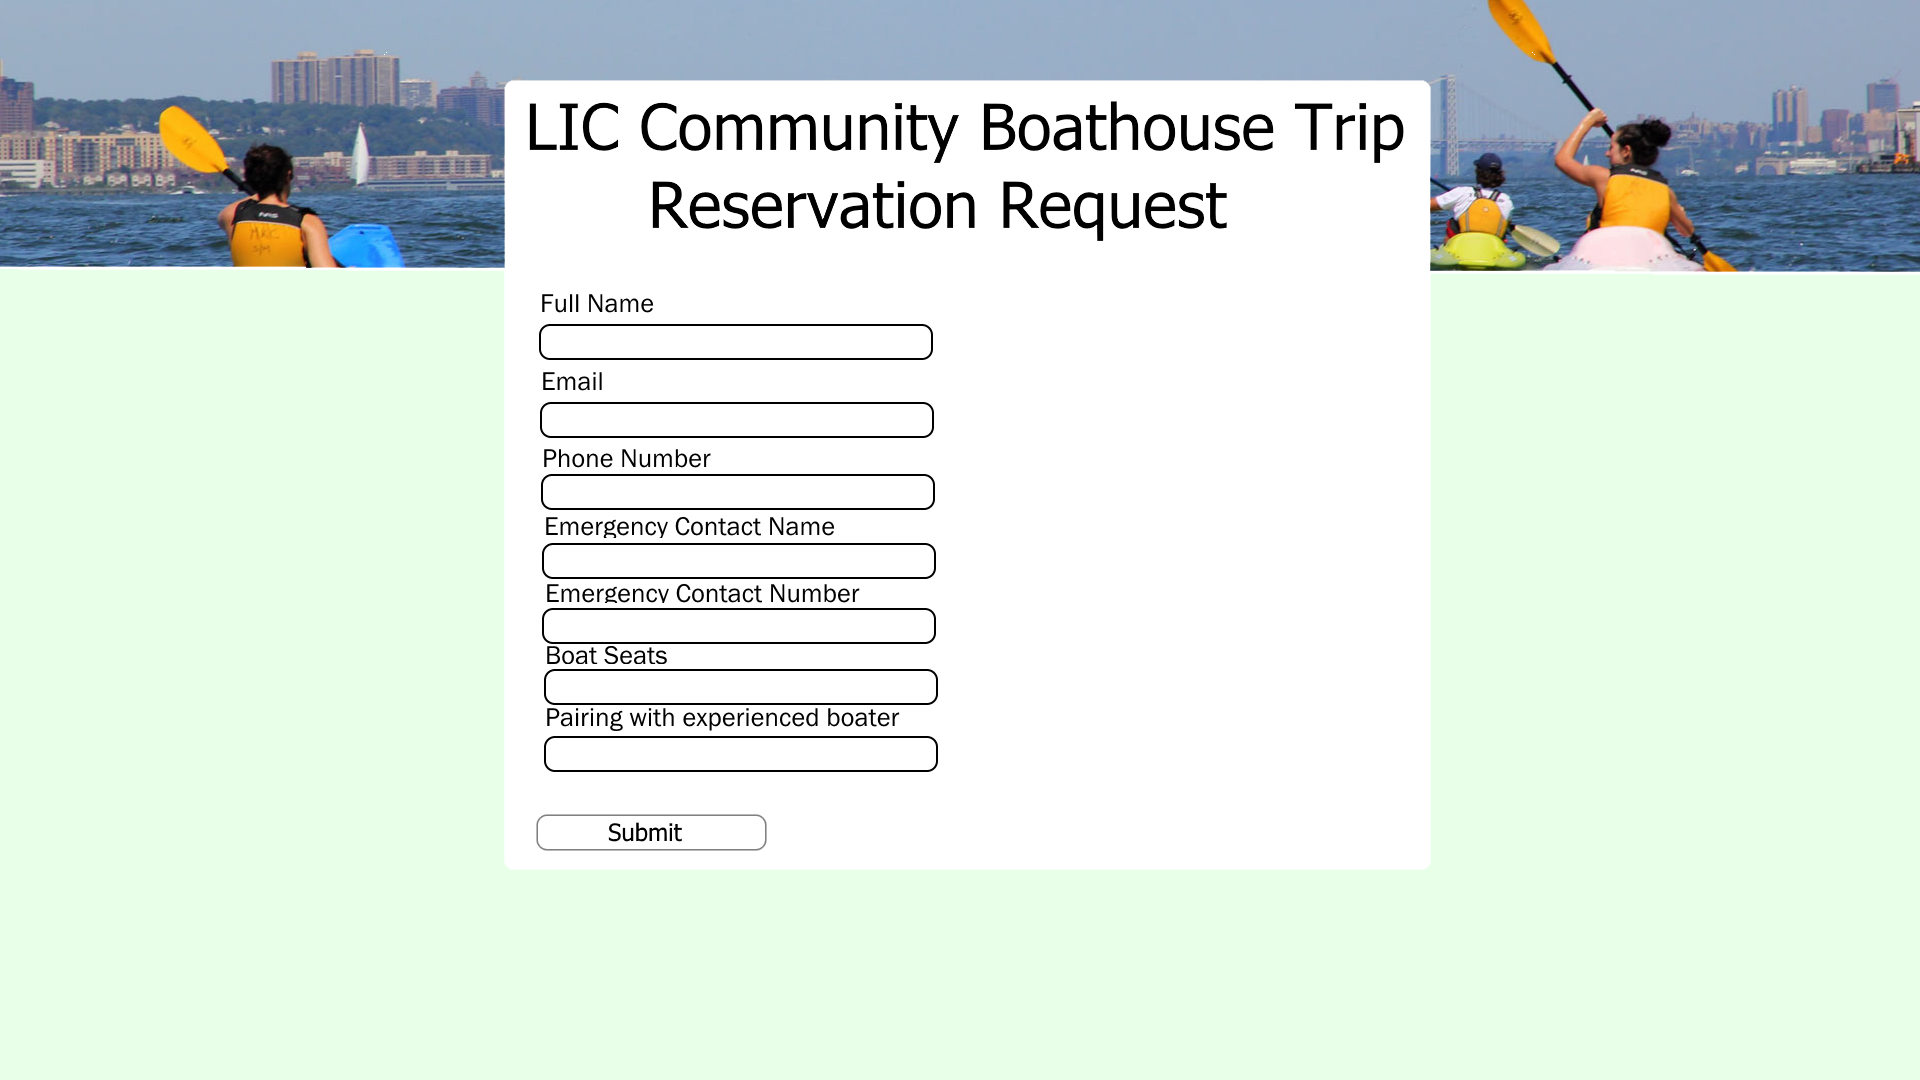 LIC Community Boathouse Trip
Reservation Request
Full Name
Email
Phone Number
Emergency Contact Name
Emergency Contact Number
Boat Seats
Pairing with experienced boater
Submit
NRS